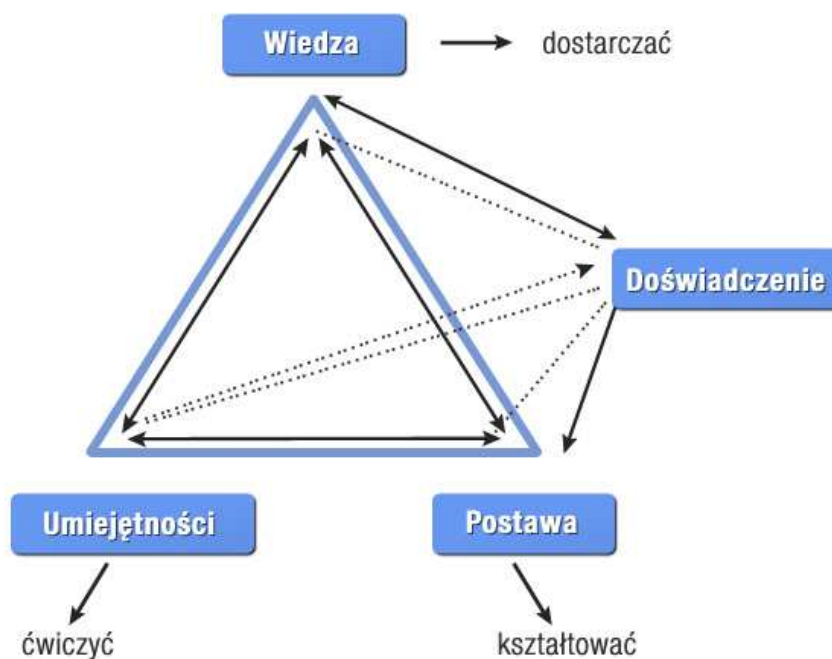 Wiedza
dostarczać
Doświadczenie
Umiejętności
Postawa
ćwiczyć
kształtować